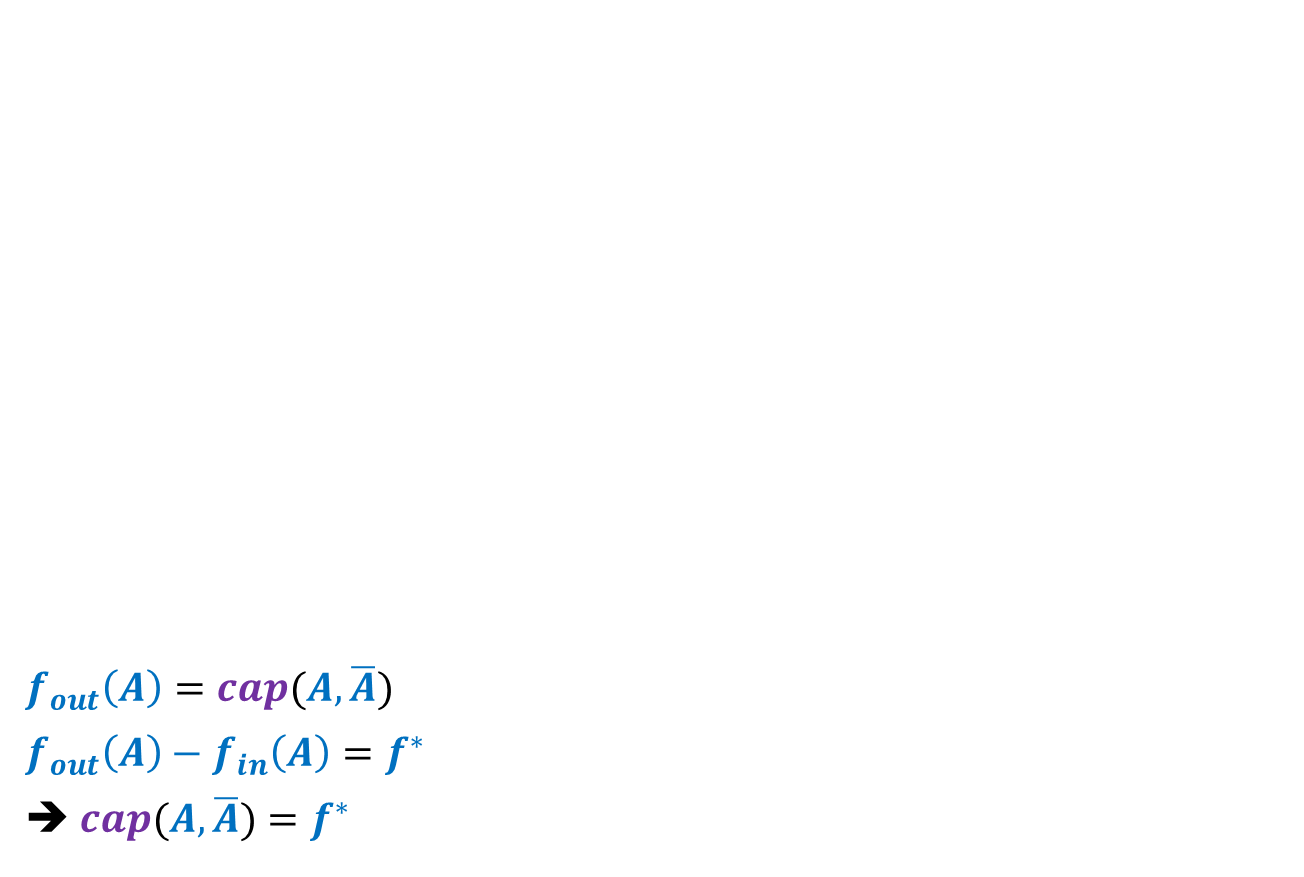 f_out(A) = cap(A, A̅)
f_out(A) − f_in(A) = f*
➔ cap(A, A̅) = f*